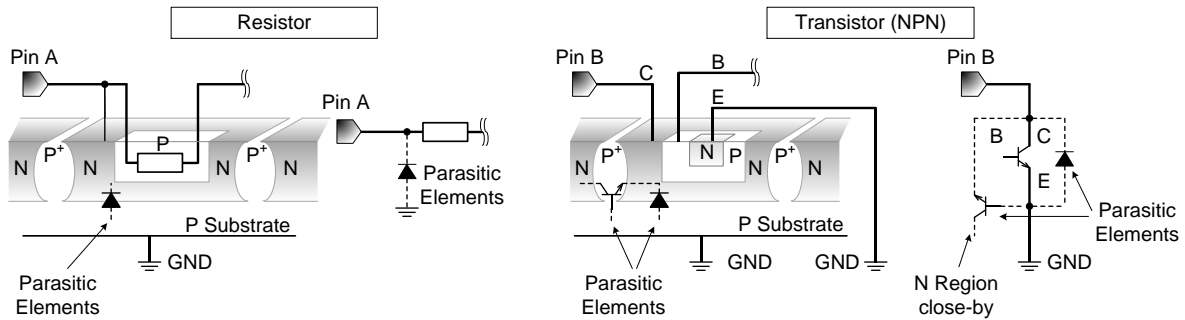 Resistor
Transistor (NPN)
Pin A
Pin B
C
B
E
Pin A
Pin B
N
P+
N
P
P+
N
N
P+
N
N
P
P+
N
B
C
E
Parasitic
Elements
P Substrate
GND
Parasitic
Elements
GND
GND
Parasitic
Elements
N Region
close-by
GND
Parasitic
Elements